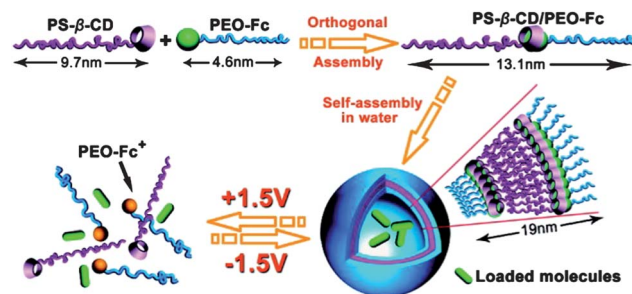 PS-β-CD
PEO-Fc
PS-β-CD/PEO-Fc
+
Orthogonal
Assembly
9.7nm
4.6nm
13.1nm
Self-assembly
in water
PEO-Fc⁺
+1.5V
-1.5V
19nm
Loaded molecules